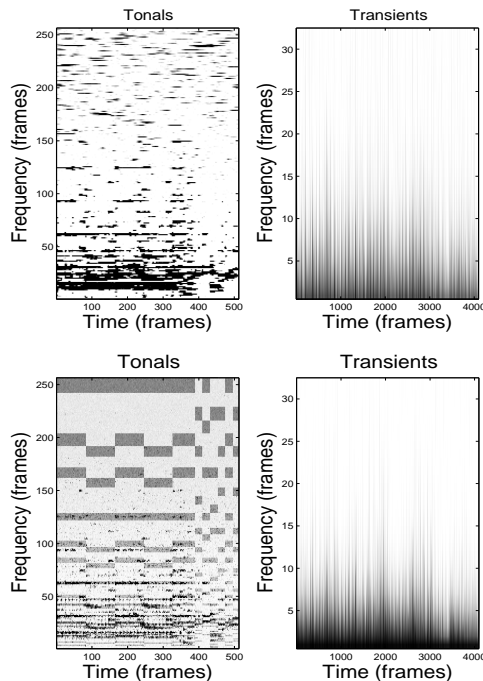 Tonals
Transients
250
200
150
100
50
Frequency (frames)
100 200 300 400 500
Time (frames)
30
25
20
15
10
5
Frequency (frames)
1000 2000 3000 4000
Time (frames)
Tonals
Transients
250
200
150
100
50
Frequency (frames)
100 200 300 400 500
Time (frames)
30
25
20
15
10
5
Frequency (frames)
1000 2000 3000 4000
Time (frames)